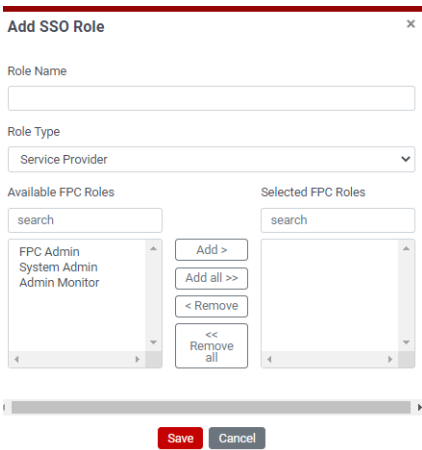 Add SSO Role
×
Role Name
Role Type
Service Provider
Available FPC Roles
Selected FPC Roles
search
search
FPC Admin
System Admin
Admin Monitor
Add >
Add all >>
< Remove
<<
Remove
all
Save
Cancel